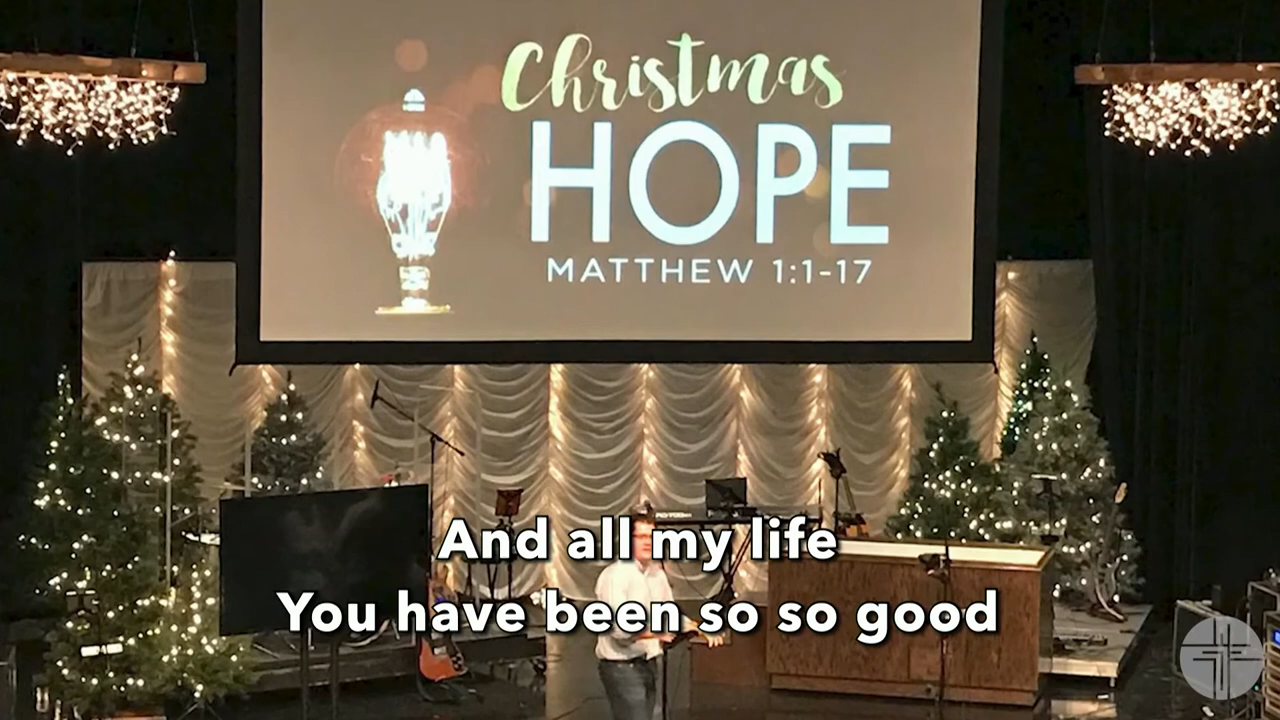 Christmas
HOPE
MATTHEW 1:1-17
And all my life
You have been so so good